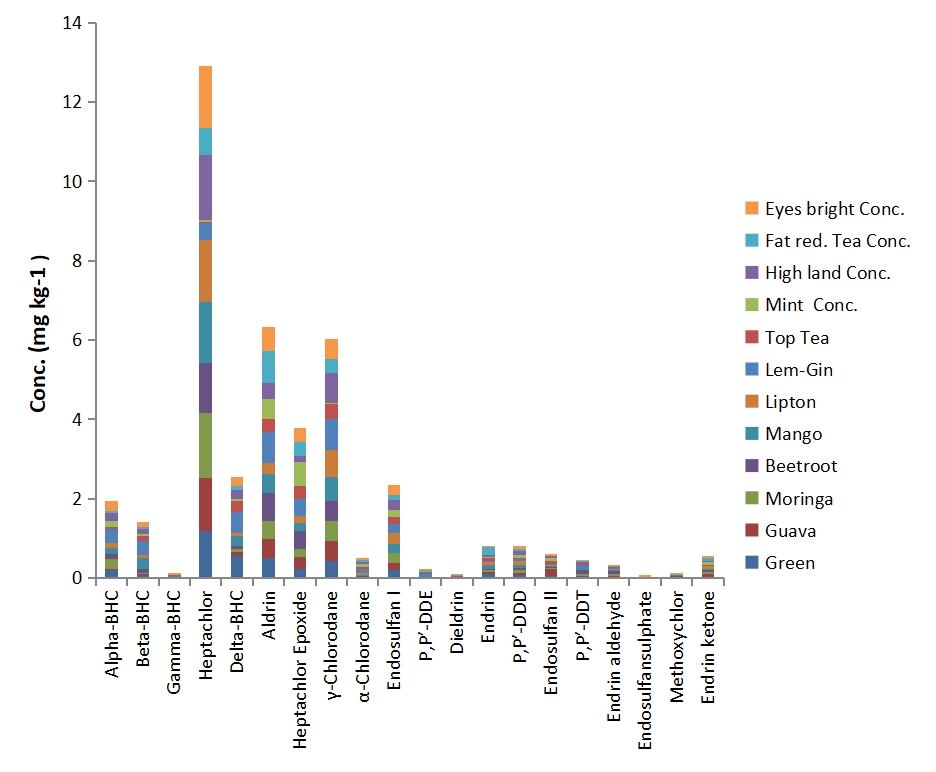 14
12
10
8
6
4
2
0
Conc. (mg kg-1 )
Alpha-BHC
Beta-BHC
Gamma-BHC
Heptachlor
Delta-BHC
Aldrin
Heptachlor Epoxide
γ-Chlorodane
α-Chlorodane
Endosulfan I
P,P’-DDE
Dieldrin
Endrin
P,P’-DDD
Endosulfan II
P,P’-DDT
Endrin aldehyde
Endosulfansulphate
Methoxychlor
Endrin ketone
Eyes bright Conc.
Fat red. Tea Conc.
High land Conc.
Mint  Conc.
Top Tea
Lem-Gin
Lipton
Mango
Beetroot
Moringa
Guava
Green